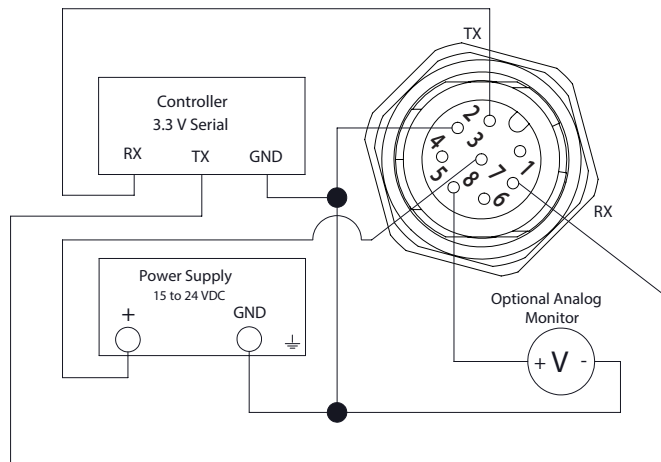 TX
Controller
3.3 V Serial
RX TX GND
2
3
4
1
5
8
7
6
RX
Power Supply
15 to 24 VDC
+ GND
Optional Analog
Monitor
+ V -